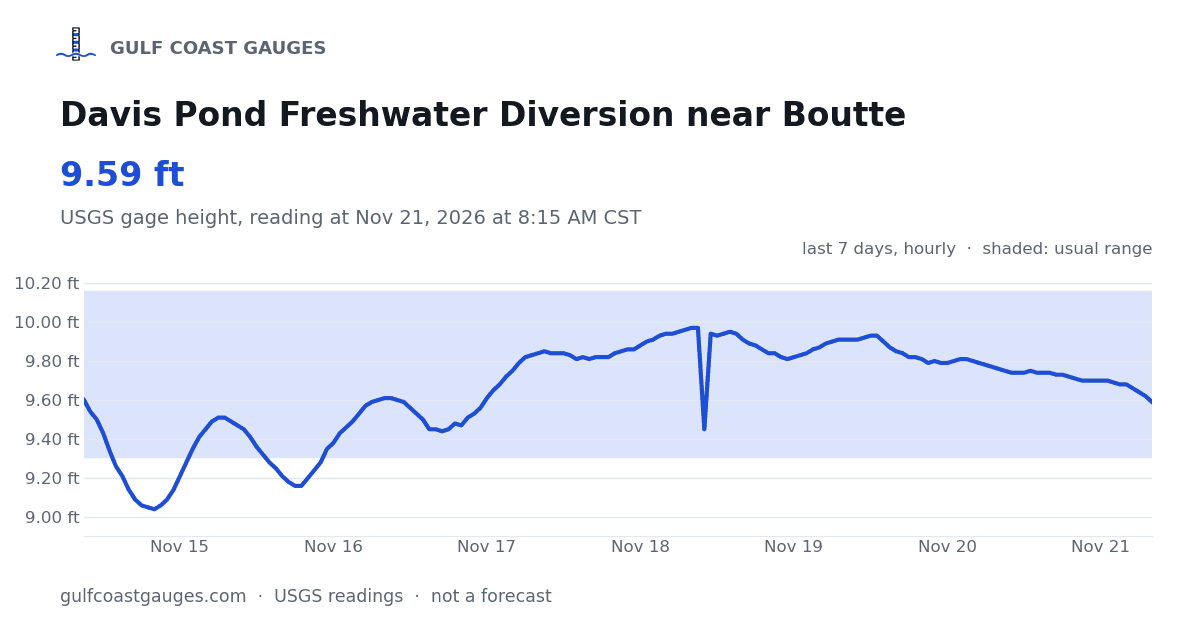 GULF COAST GAUGES
Davis Pond Freshwater Diversion near Boutte
9.59 ft
USGS gage height, reading at Nov 21, 2026 at 8:15 AM CST
last 7 days, hourly · shaded: usual range
10.20 ft
10.00 ft
9.80 ft
9.60 ft
9.40 ft
9.20 ft
9.00 ft
Nov 15 Nov 16 Nov 17 Nov 18 Nov 19 Nov 20 Nov 21
gulfcoastgauges.com · USGS readings · not a forecast